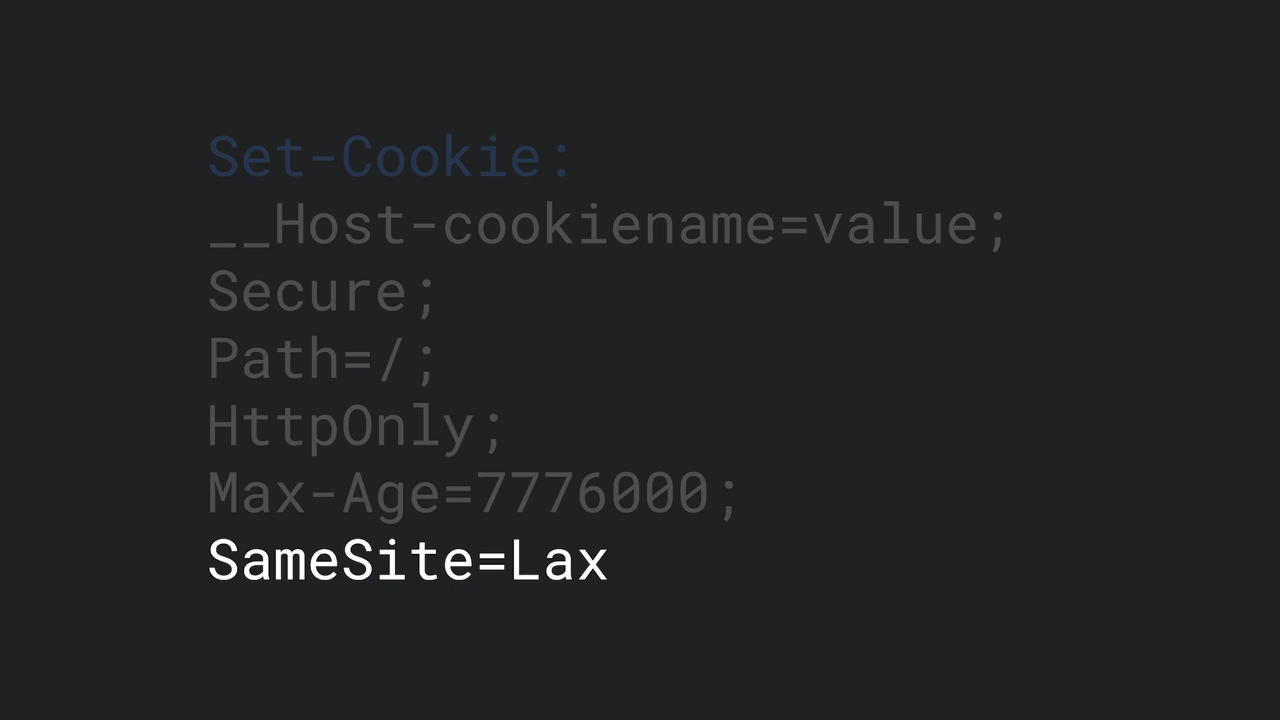 Set-Cookie:
__Host-cookiename=value;
Secure;
Path=/;
HttpOnly;
Max-Age=7776000;
SameSite=Lax